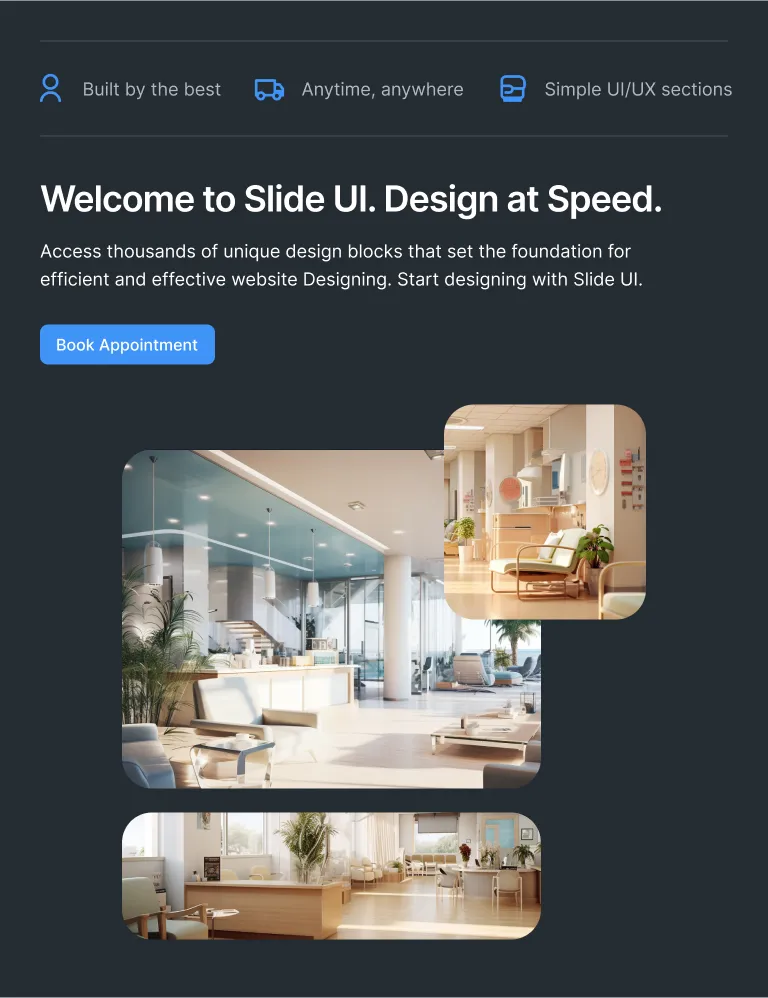 Built by the best
Anytime, anywhere
Simple UI/UX sections
Welcome to Slide UI. Design at Speed.
Access thousands of unique design blocks that set the foundation for
efficient and effective website Designing. Start designing with Slide UI.
Book Appointment